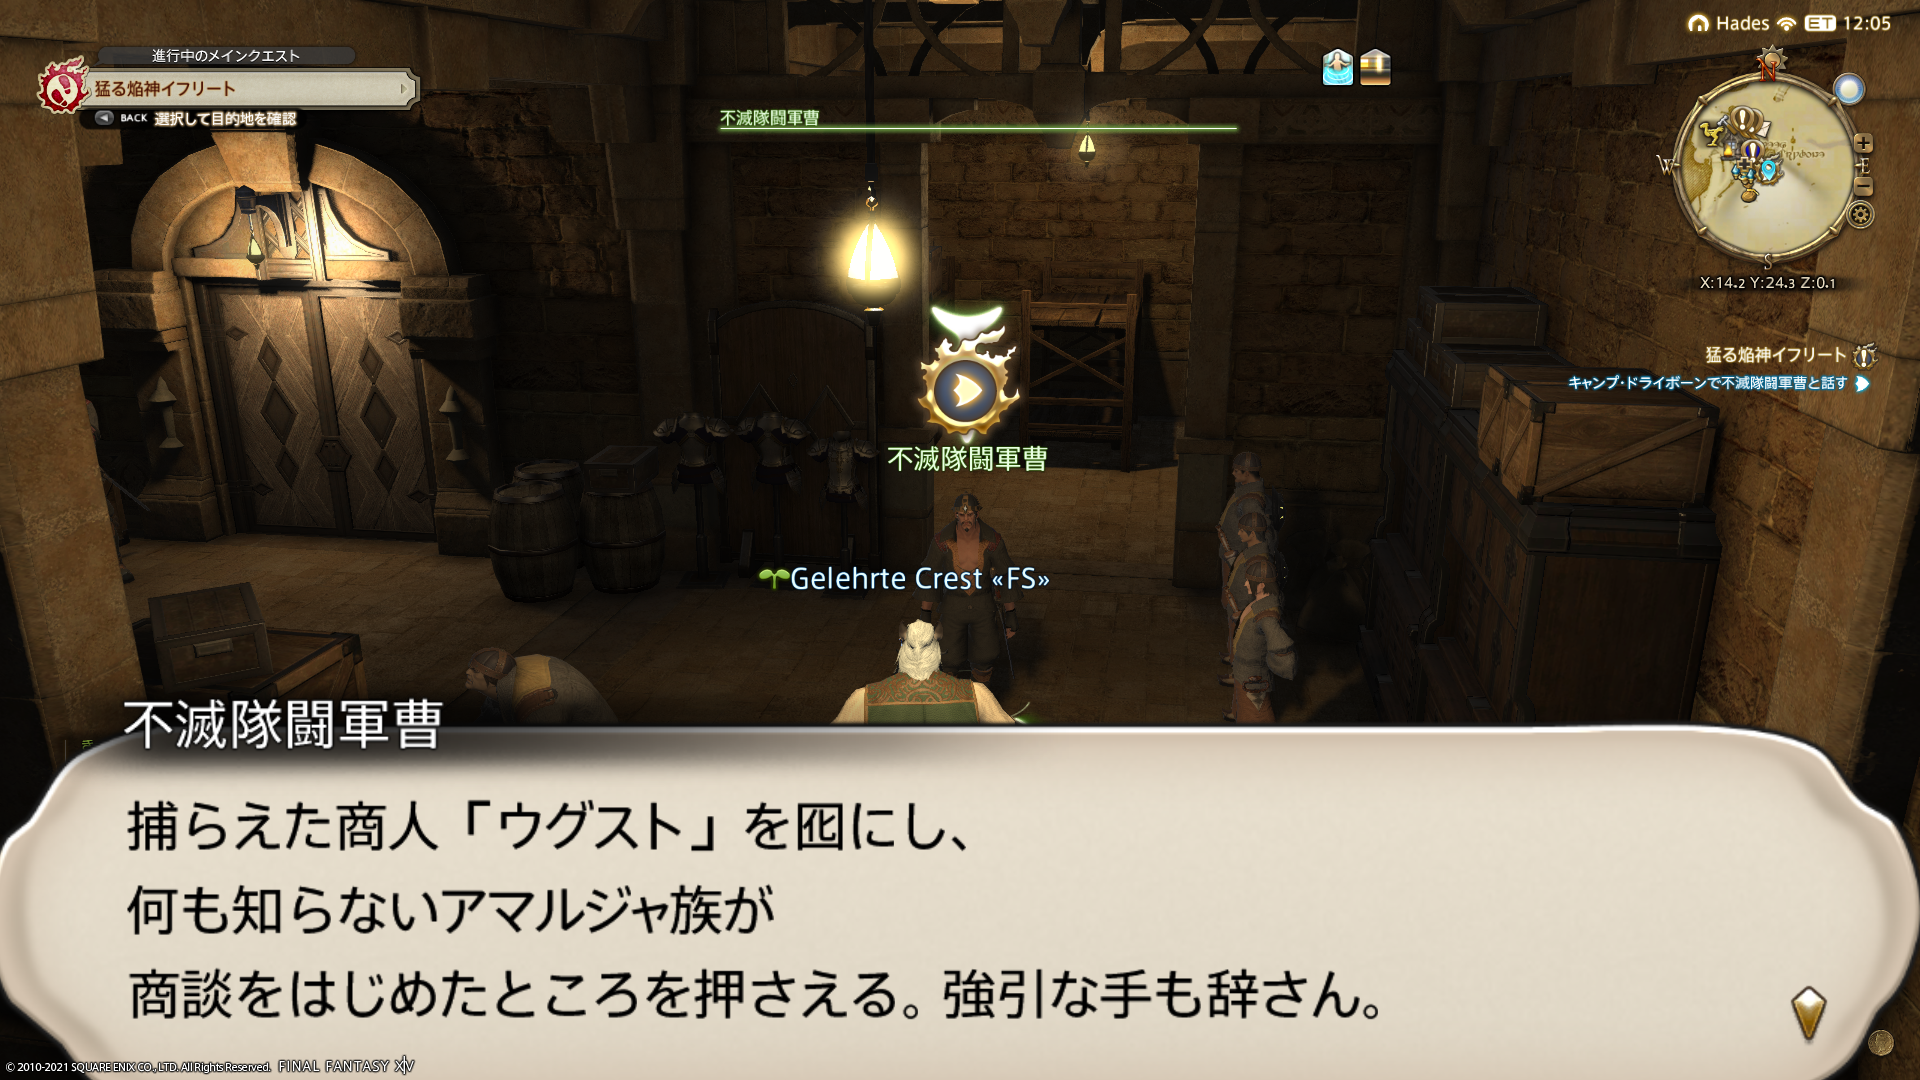 進行中のメインクエスト
猛る焔神イフリート
BACK 選択して目的地を確認
不滅隊闘軍曹
Hades ET 12:05
N
W
E
S
X:14.2 Y:24.3 Z:0.1
猛る焔神イフリート
キャンプ・ドライボーンで不滅隊闘軍曹と話す
不滅隊闘軍曹
Gelehrte Crest «FS»
不滅隊闘軍曹
捕らえた商人「ウグスト」を囮にし、
何も知らないアマルジャ族が
商談をはじめたところを押さえる。強引な手も辞さん。
© 2010-2021 SQUARE ENIX CO., LTD. All Rights Reserved. FINAL FANTASY XIV